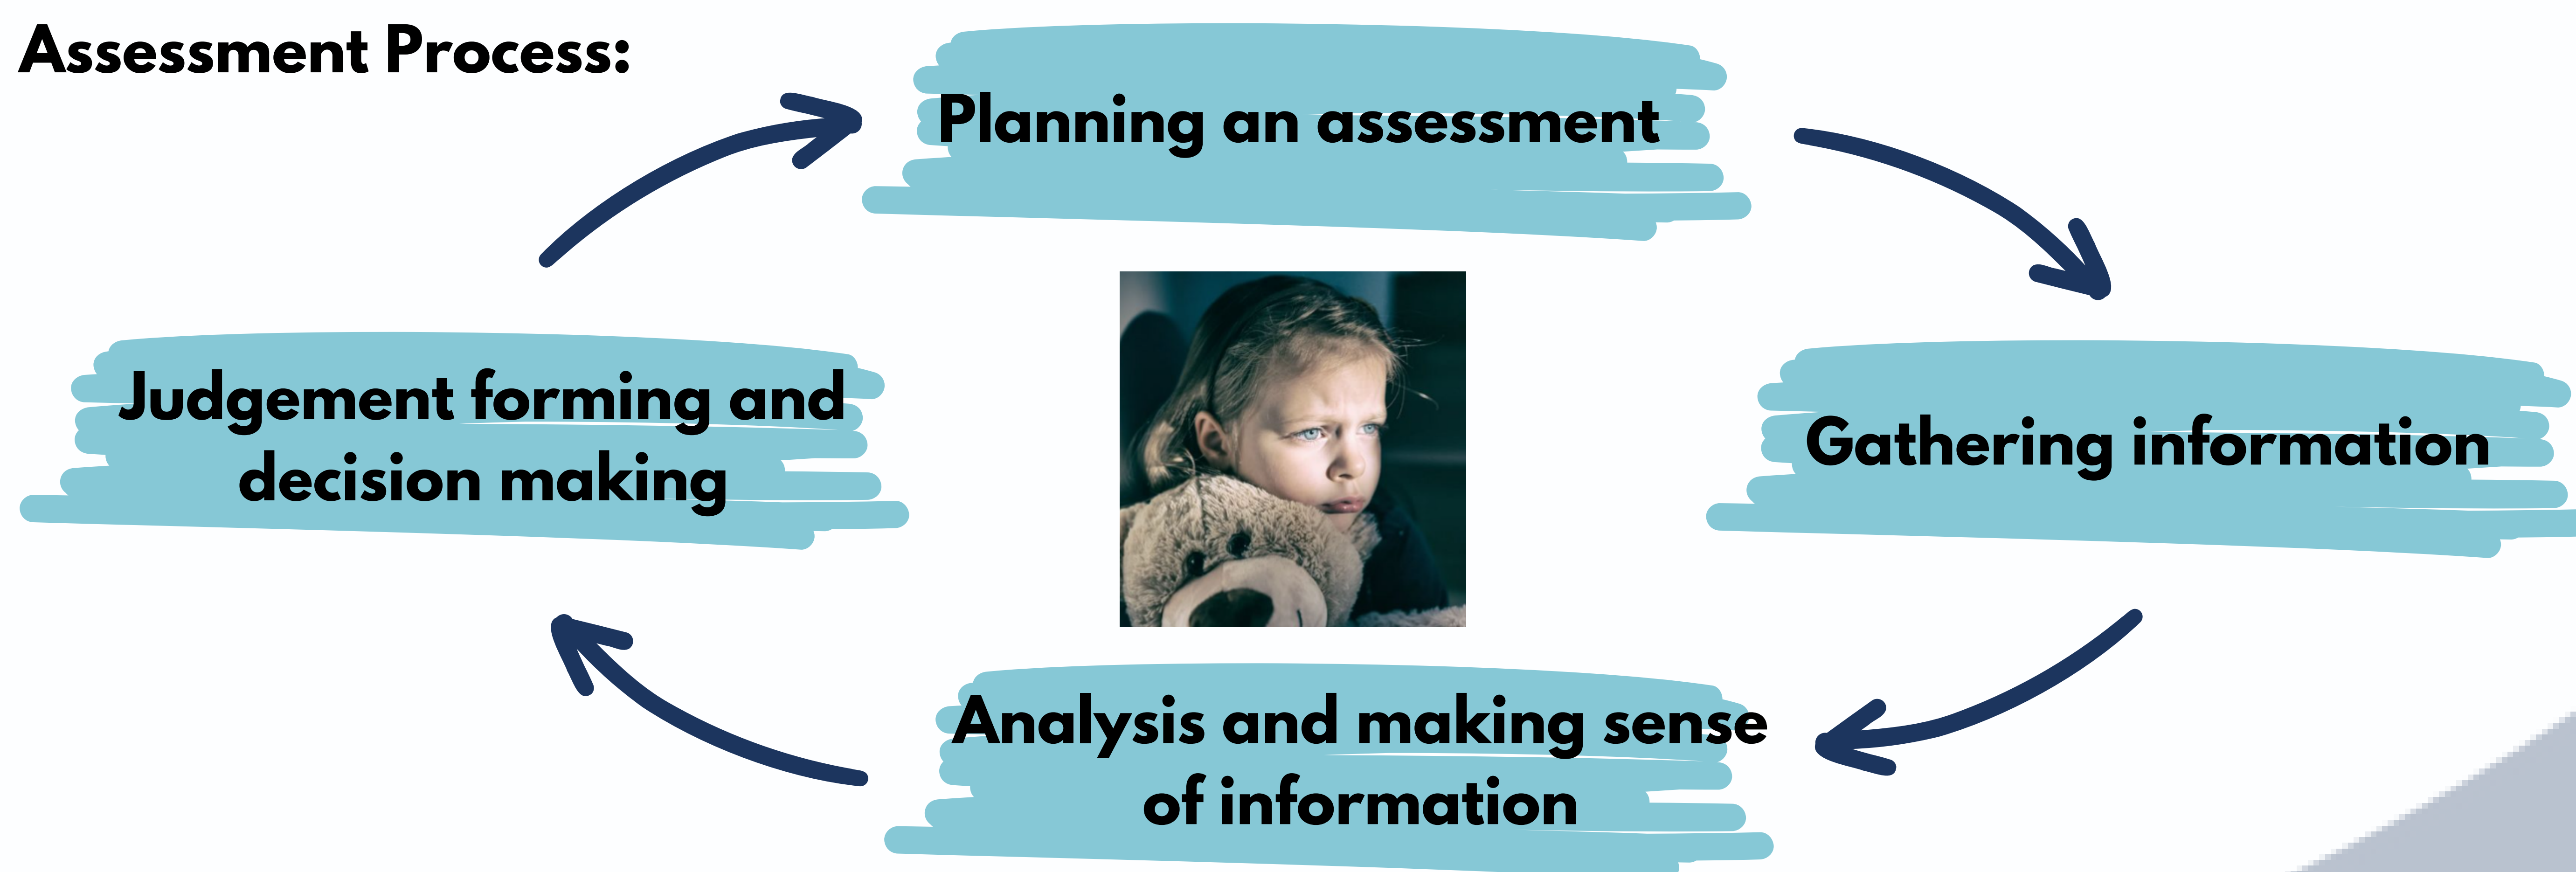 Assessment Process:
Planning an assessment
Gathering information
Analysis and making sense
of information
Judgement forming and
decision making